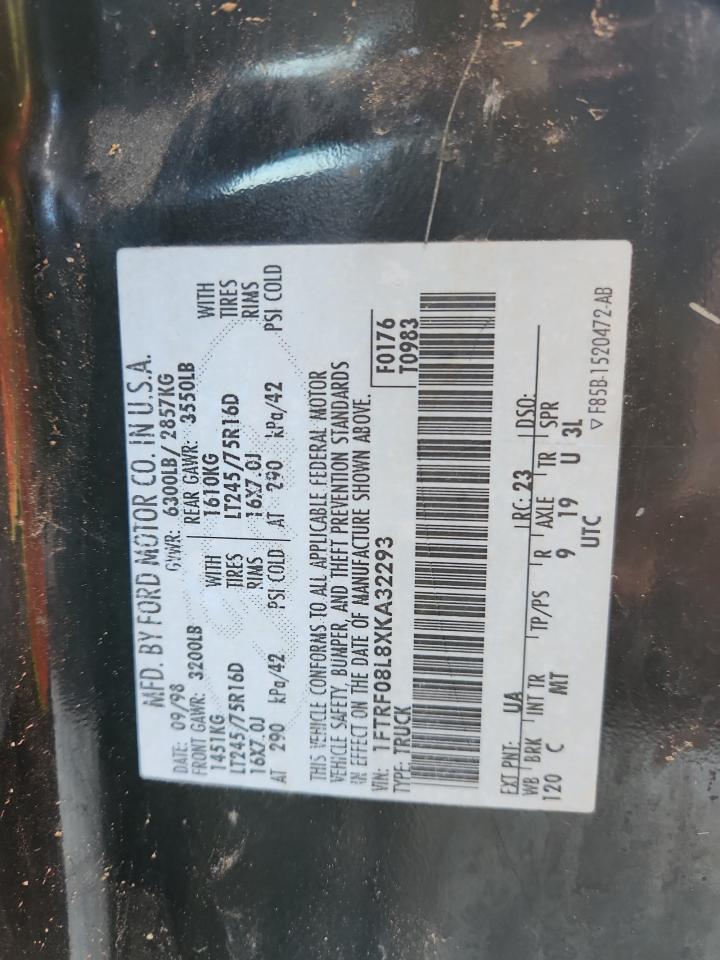 MFD. BY FORD MOTOR CO. IN U.S.A.
DATE: 09/98 GVWR: 6300LB/ 2857KG
FRONT GAWR: 3200LB REAR GAWR: 3550LB
1451KG WITH 1610KG WITH
LT245/75R16D TIRES LT245/75R16D TIRES
16X7.0J RIMS 16X7.0J RIMS
AT 290 kPa/42 PSI COLD AT 290 kPa/42 PSI COLD
THIS VEHICLE CONFORMS TO ALL APPLICABLE FEDERAL MOTOR
VEHICLE SAFETY, BUMPER, AND THEFT PREVENTION STANDARDS
IN EFFECT ON THE DATE OF MANUFACTURE SHOWN ABOVE.
VIN: 1FTRF08L8XKA32293 F0176
TYPE: TRUCK T0983
EXT PNT: UA RC: 23 DSO:
WB BRK INT TR TP/PS R AXLE TR SPR
120 C MT 9 19 U 3L
UTC
▽ F85B-1520472-AB